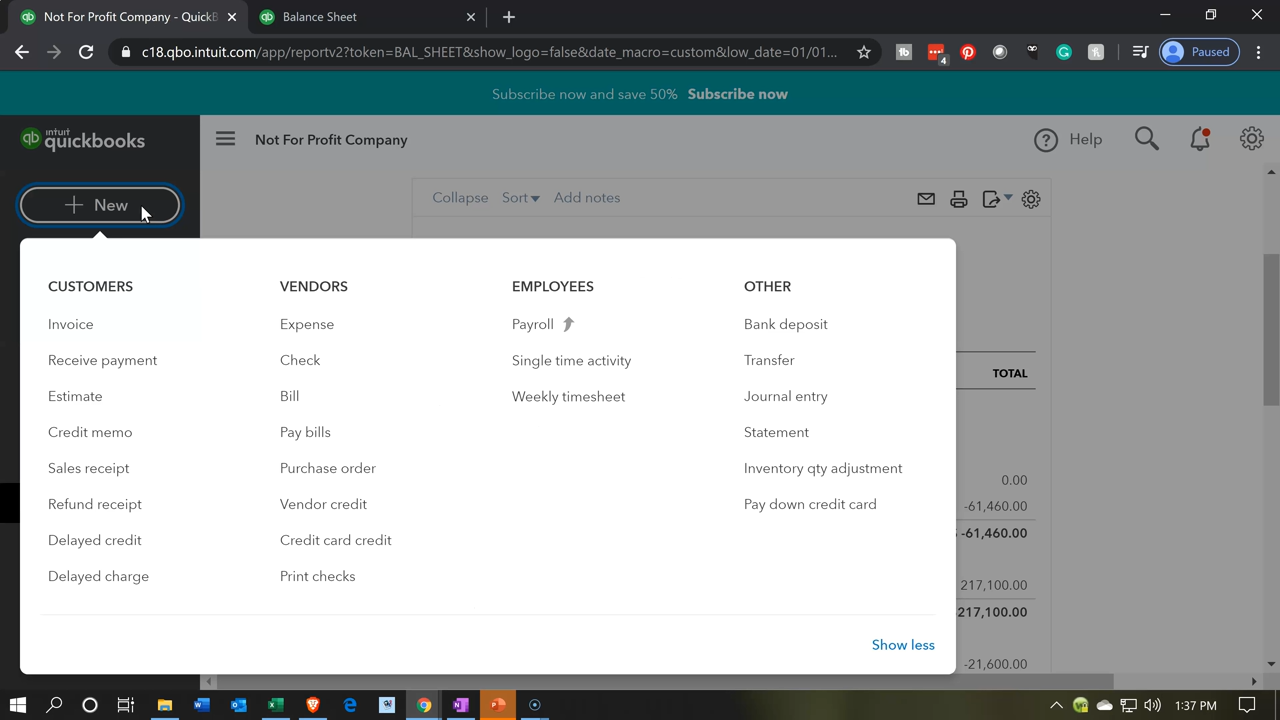 Not For Profit Company - QuickB
Balance Sheet
c18.qbo.intuit.com/app/reportv2?token=BAL_SHEET&show_logo=false&date_macro=custom&low_date=01/01...
4
Paused
Subscribe now and save 50% Subscribe now
intuit
quickbooks
Not For Profit Company
Help
New
Collapse Sort Add notes
CUSTOMERS
Invoice
Receive payment
Estimate
Credit memo
Sales receipt
Refund receipt
Delayed credit
Delayed charge
VENDORS
Expense
Check
Bill
Pay bills
Purchase order
Vendor credit
Credit card credit
Print checks
EMPLOYEES
Payroll
Single time activity
Weekly timesheet
OTHER
Bank deposit
Transfer
Journal entry
Statement
Inventory qty adjustment
Pay down credit card
Show less
TOTAL
0.00
-61,460.00
-61,460.00
217,100.00
217,100.00
-21,600.00
1:37 PM